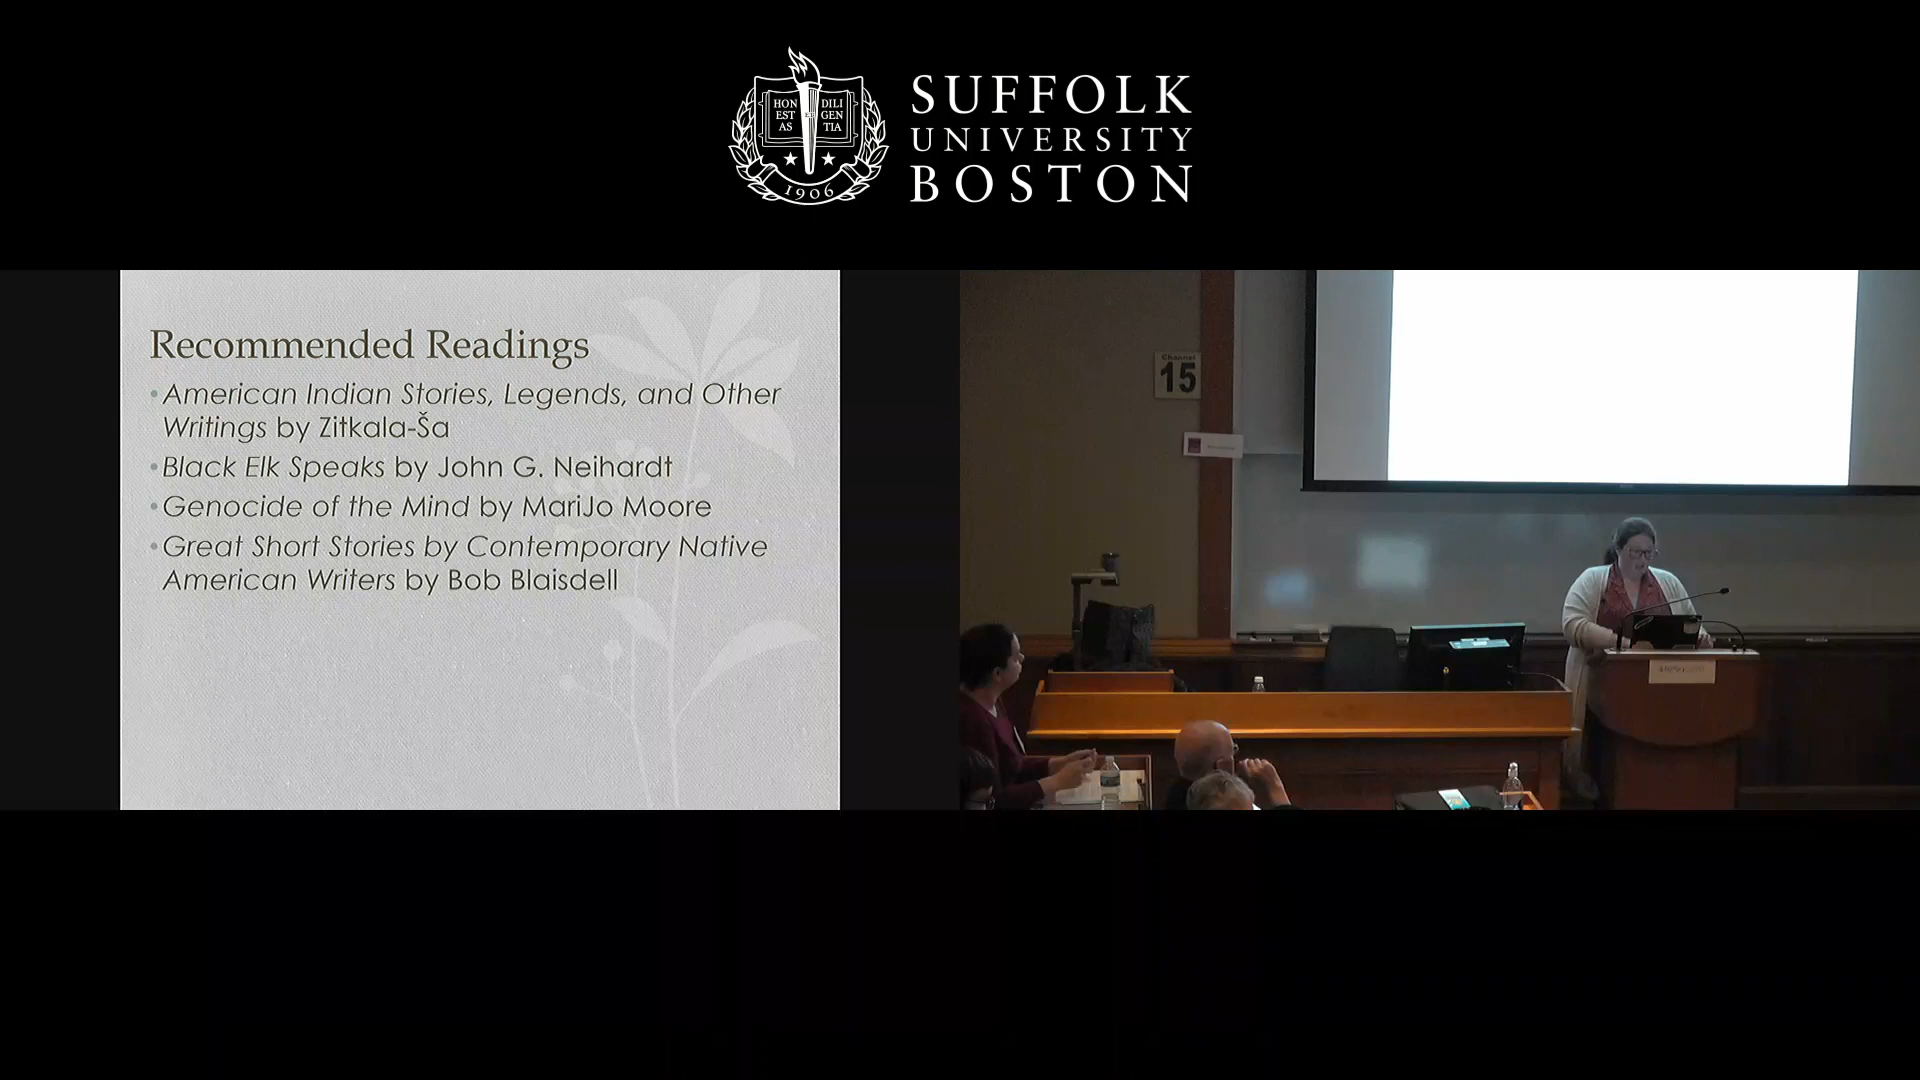 HON
EST
AS
ET
DILI
GEN
TIA
1906
SUFFOLK
UNIVERSITY
BOSTON
Recommended Readings
•American Indian Stories, Legends, and Other
Writings by Zitkala-Ša
•Black Elk Speaks by John G. Neihardt
•Genocide of the Mind by MariJo Moore
•Great Short Stories by Contemporary Native
American Writers by Bob Blaisdell
Channel
15